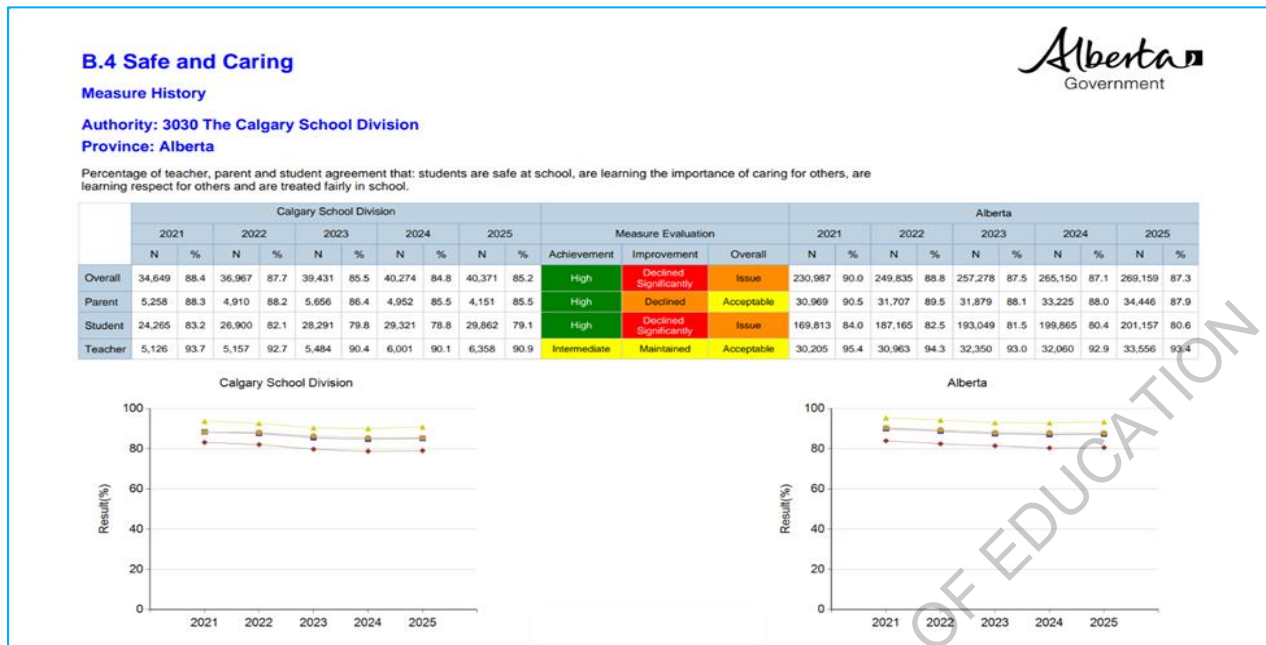 Alberta
Government
B.4 Safe and Caring
Measure History
Authority: 3030 The Calgary School Division
Province: Alberta
Percentage of teacher, parent and student agreement that: students are safe at school, are learning the importance of caring for others, are
learning respect for others and are treated fairly in school.
Calgary School Division Alberta
2021 2022 2023 2024 2025 Measure Evaluation 2021 2022 2023 2024 2025
N % N % N % N % N % Achievement Improvement Overall N % N % N % N % N %
Overall 34,649 88.4 36,967 87.7 39,431 85.5 40,274 84.8 40,371 85.2 High Declined Significantly Issue 230,987 90.0 249,835 88.8 257,278 87.5 265,150 87.1 269,159 87.3
Parent 5,258 88.3 4,910 88.2 5,656 86.4 4,952 85.5 4,151 85.5 High Declined Acceptable 30,969 90.5 31,707 89.5 31,879 88.1 33,225 88.0 34,446 87.9
Student 24,265 83.2 26,900 82.1 28,291 79.8 29,321 78.8 29,862 79.1 High Declined Significantly Issue 169,813 84.0 187,165 82.5 193,049 81.5 199,865 80.4 201,157 80.6
Teacher 5,126 93.7 5,157 92.7 5,484 90.4 6,001 90.1 6,358 90.9 Intermediate Maintained Acceptable 30,205 95.4 30,963 94.3 32,350 93.0 32,060 92.9 33,556 93.4
Calgary School Division
100
80
60
40
20
0
Result(%)
2021 2022 2023 2024 2025
Alberta
100
80
60
40
20
0
Result(%)
2021 2022 2023 2024 2025
OF EDUCATION